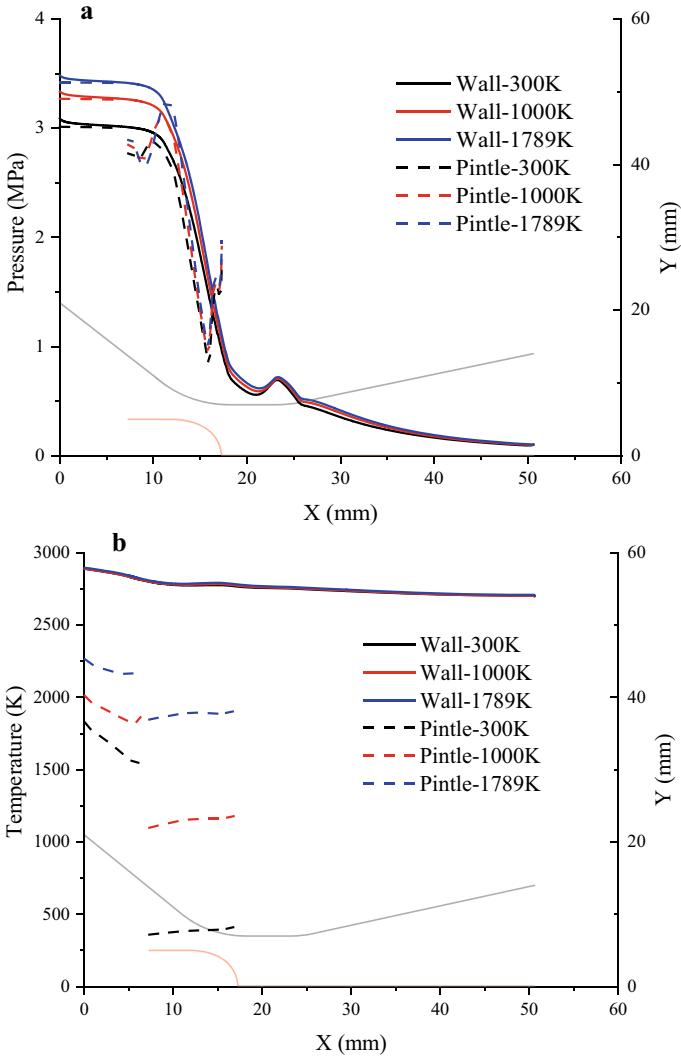 a
4
3
2
1
0
Pressure (MPa)
Wall-300K
Wall-1000K
Wall-1789K
Pintle-300K
Pintle-1000K
Pintle-1789K
60
40
20
0
Y (mm)
0 10 20 30 40 50 60
X (mm)
b
3000
2500
2000
1500
1000
500
0
Temperature (K)
Wall-300K
Wall-1000K
Wall-1789K
Pintle-300K
Pintle-1000K
Pintle-1789K
60
40
20
0
Y (mm)
0 10 20 30 40 50 60
X (mm)